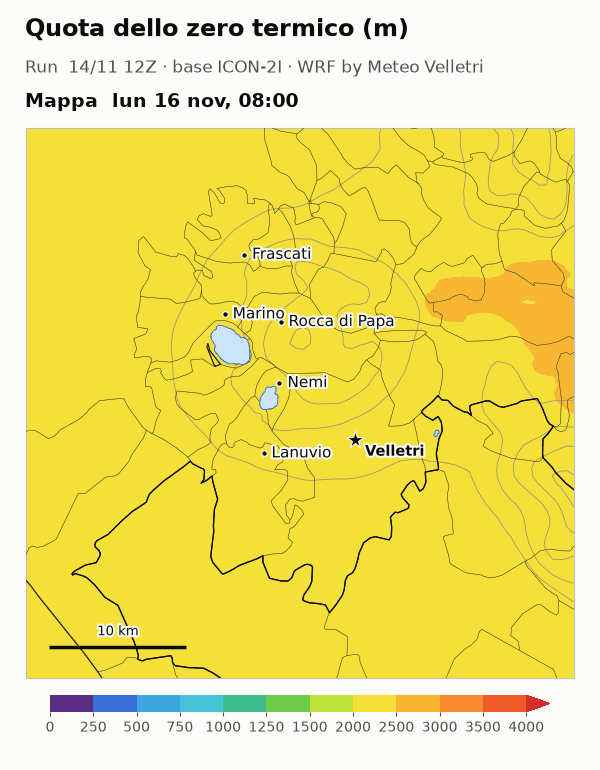 Quota dello zero termico (m)
Run  14/11 12Z · base ICON-2I · WRF by Meteo Velletri
Mappa  lun 16 nov, 08:00
Frascati
Marino
Rocca di Papa
Nemi
Velletri
Lanuvio
10 km
0 250 500 750 1000 1250 1500 2000 2500 3000 3500 4000